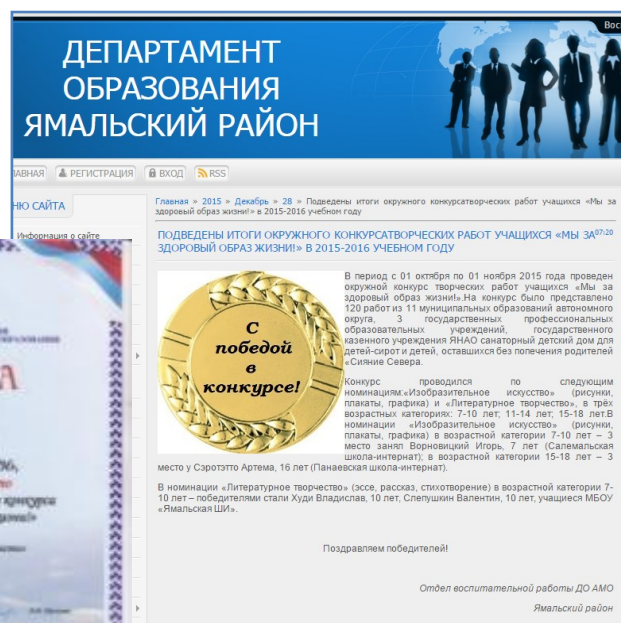 Вос
ДЕПАРТАМЕНТ
ОБРАЗОВАНИЯ
ЯМАЛЬСКИЙ РАЙОН
ЛАВНАЯ РЕГИСТРАЦИЯ ВХОД RSS
НЮ САЙТА
Информация о сайте
Главная » 2015 » Декабрь » 28 » Подведены итоги окружного конкурсатворческих работ учащихся «Мы за
здоровый образ жизни!» в 2015-2016 учебном году
ПОДВЕДЕНЫ ИТОГИ ОКРУЖНОГО КОНКУРСАТВОРЧЕСКИХ РАБОТ УЧАЩИХСЯ «МЫ ЗА 07:20
ЗДОРОВЫЙ ОБРАЗ ЖИЗНИ!» В 2015-2016 УЧЕБНОМ ГОДУ
С
победой
в
конкурсе!
В период с 01 октября по 01 ноября 2015 года проведен
окружной конкурс творческих работ учащихся «Мы за
здоровый образ жизни!».На конкурс было представлено
120 работ из 11 муниципальных образований автономного
округа, 3 государственных профессиональных
образовательных учреждений, государственного
казенного учреждения ЯНАО санаторный детский дом для
детей-сирот и детей, оставшихся без попечения родителей
«Сияние Севера.
Конкурс проводился по следующим
номинациям:«Изобразительное искусство» (рисунки,
плакаты, графика) и «Литературное творчество», в трёх
возрастных категориях: 7-10 лет; 11-14 лет; 15-18 лет.В
номинации «Изобразительное искусство» (рисунки,
плакаты, графика) в возрастной категории 7-10 лет – 3
место занял Ворновицкий Игорь, 7 лет (Салемальская
школа-интернат); в возрастной категории 15-18 лет – 3
место у Сэротэтто Артема, 16 лет (Панаевская школа-интернат).
В номинации «Литературное творчество» (эссе, рассказ, стихотворение) в возрастной категории 7-
10 лет – победителями стали Худи Владислав, 10 лет, Слепушкин Валентин, 10 лет, учащиеся МБОУ
«Ямальская ШИ».
Поздравляем победителей!
Отдел воспитательной работы ДО АМО
Ямальский район